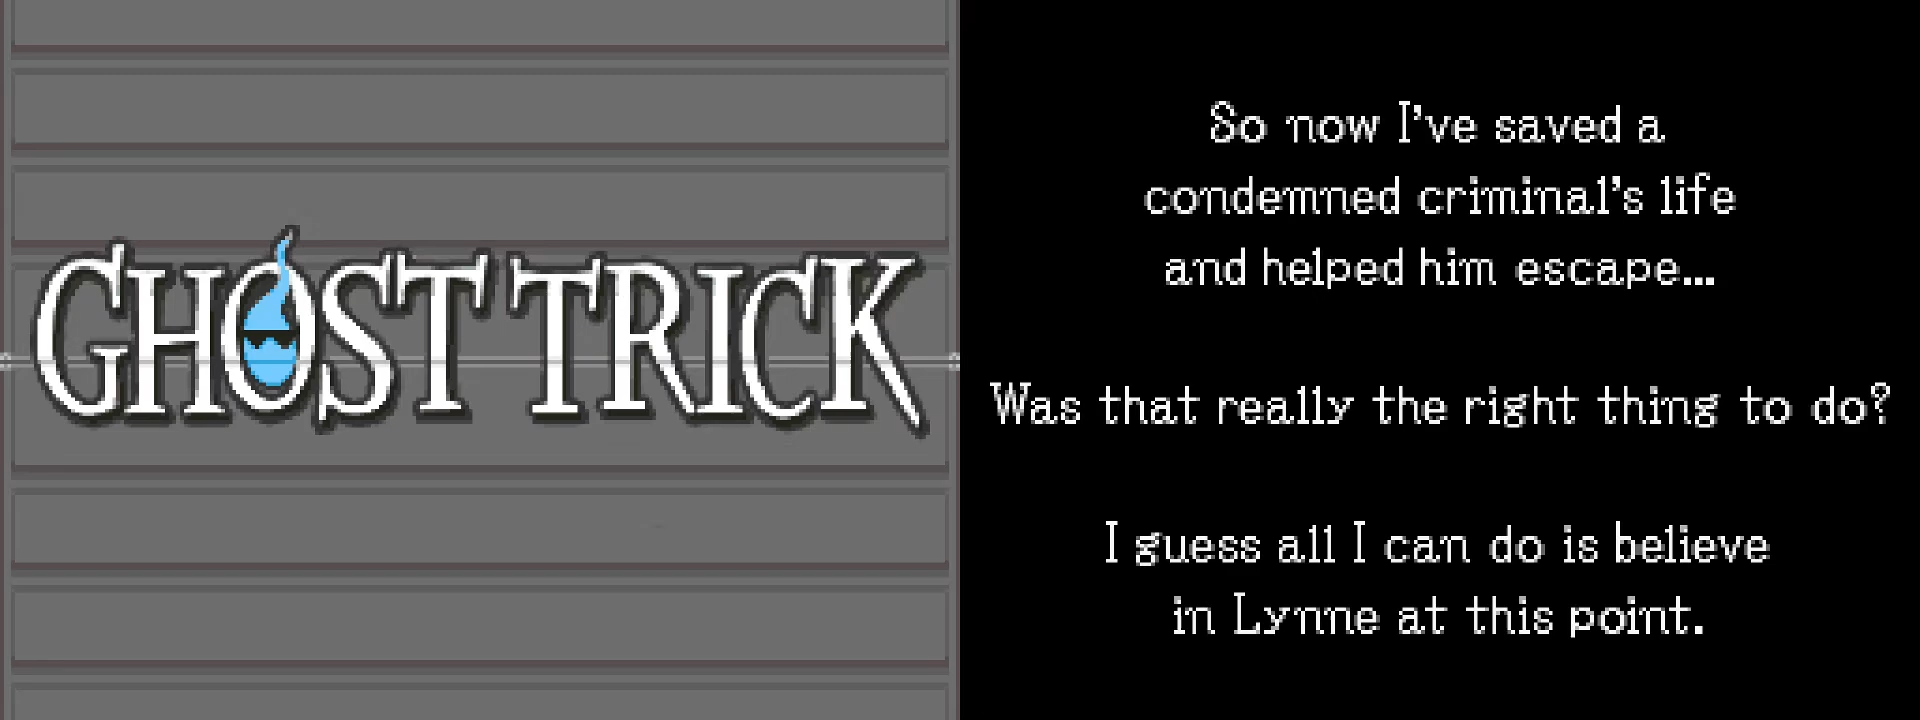 GHOST TRICK
So now I've saved a
condemned criminal's life
and helped him escape...
Was that really the right thing to do?
I guess all I can do is believe
in Lynne at this point.